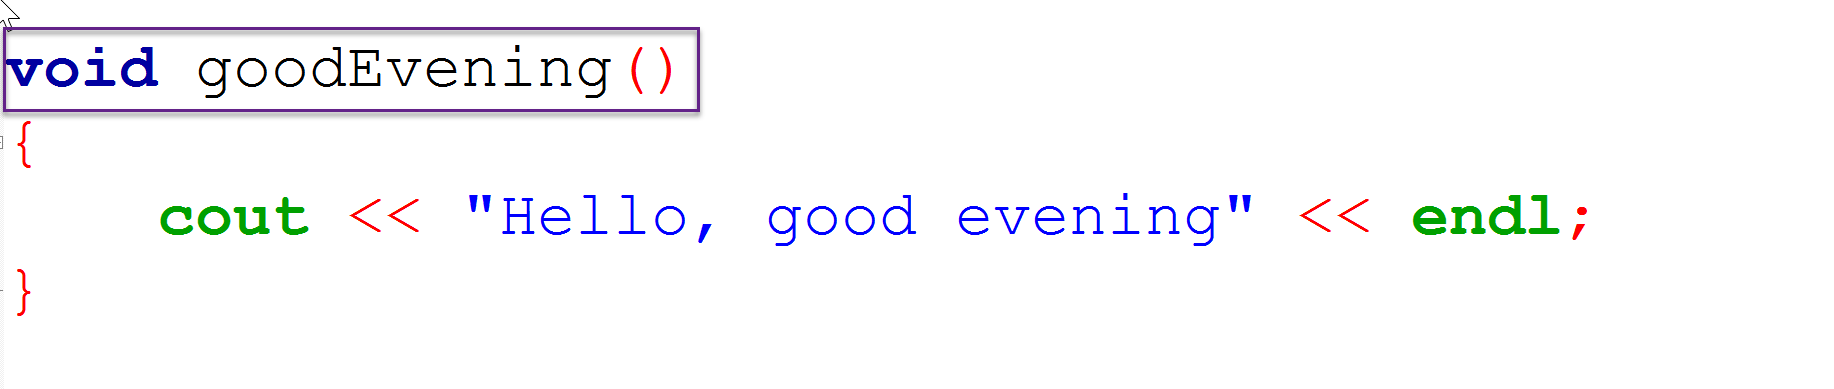 void goodEvening()
{
cout << "Hello, good evening" << endl;
}